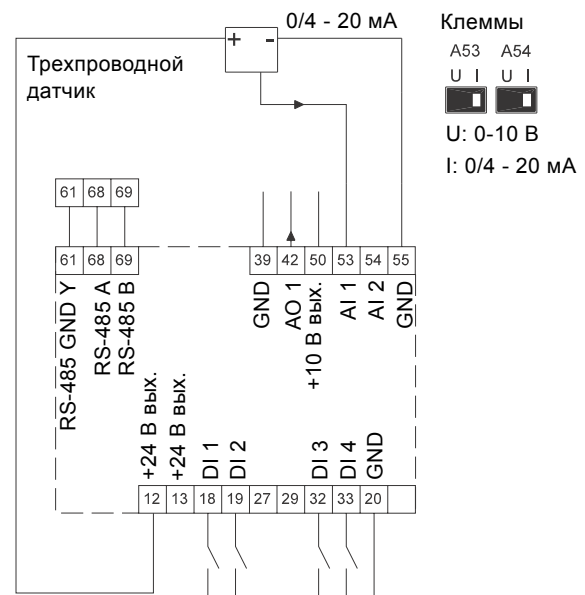 0/4 - 20 мА
+ -
Трехпроводной
датчик
Клеммы
A53 A54
U I U I
U: 0-10 В
I: 0/4 - 20 мА
61 68 69
61 68 69
39 42 50 53 54 55
RS-485 GND Y
RS-485 A
RS-485 B
GND
AO 1
+10 В вых.
AI 1
AI 2
GND
+24 В вых.
+24 В вых.
DI 1
DI 2
DI 3
DI 4
GND
12 13 18 19 27 29 32 33 20